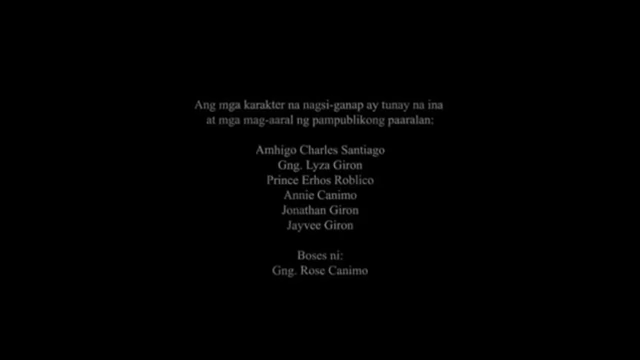 Ang mga karakter na nagsi-ganap ay tunay na ina
at mga mag-aaral ng pampublikong paaralan:
Amhigo Charles Santiago
Gng. Lyza Giron
Prince Erhos Roblico
Annie Canimo
Jonathan Giron
Jayvee Giron
Boses ni:
Gng. Rose Canimo